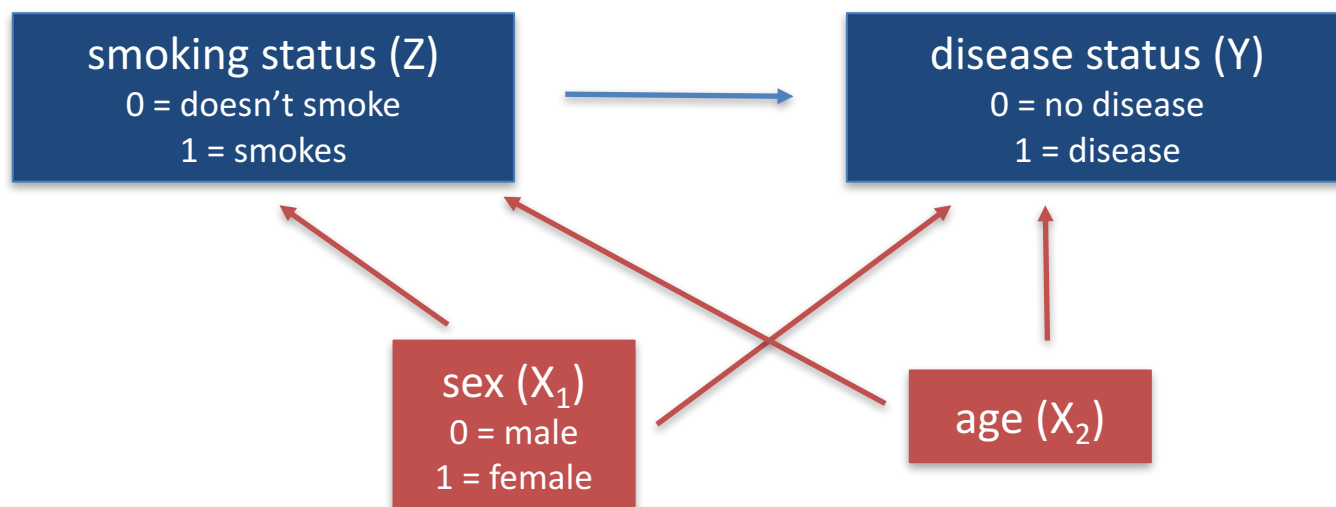 smoking status (Z)
0 = doesn’t smoke
1 = smokes
disease status (Y)
0 = no disease
1 = disease
sex (X₁)
0 = male
1 = female
age (X₂)